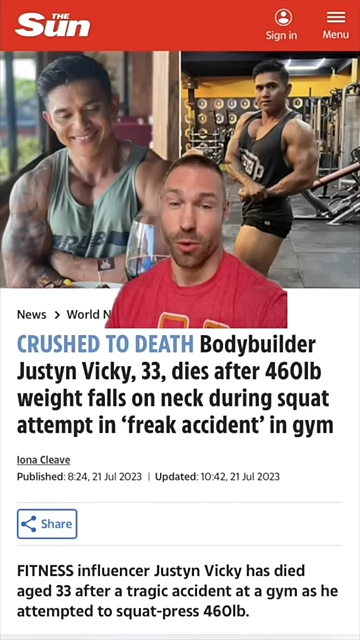 THE
Sun
Sign in
Menu
News > World N
CRUSHED TO DEATH Bodybuilder
Justyn Vicky, 33, dies after 460lb
weight falls on neck during squat
attempt in ‘freak accident’ in gym
Iona Cleave
Published: 8:24, 21 Jul 2023 | Updated: 10:42, 21 Jul 2023
Share
FITNESS influencer Justyn Vicky has died
aged 33 after a tragic accident at a gym as he
attempted to squat-press 460lb.